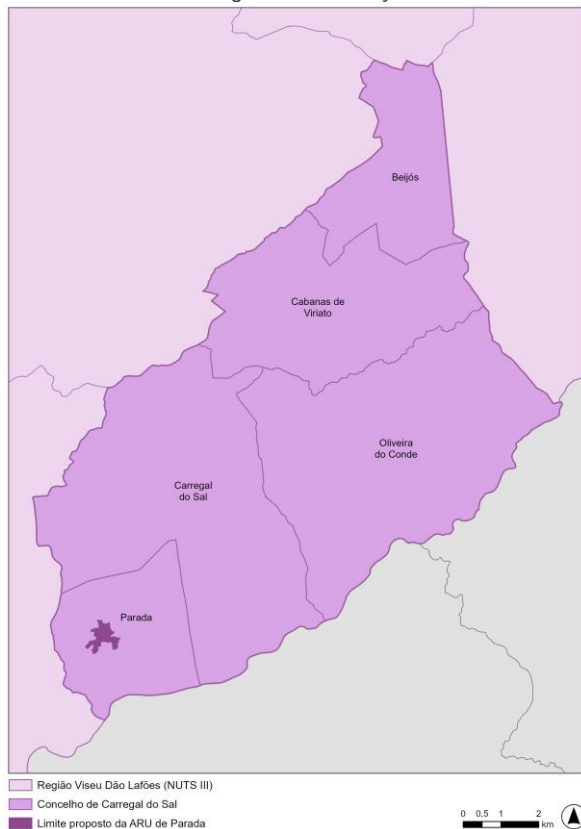 Beijós
Cabanas de
Viriato
Oliveira
do Conde
Carregal
do Sal
Parada
Região Viseu Dão Lafões (NUTS III)
Concelho de Carregal do Sal
Limite proposto da ARU de Parada
0 0,5 1 2
km